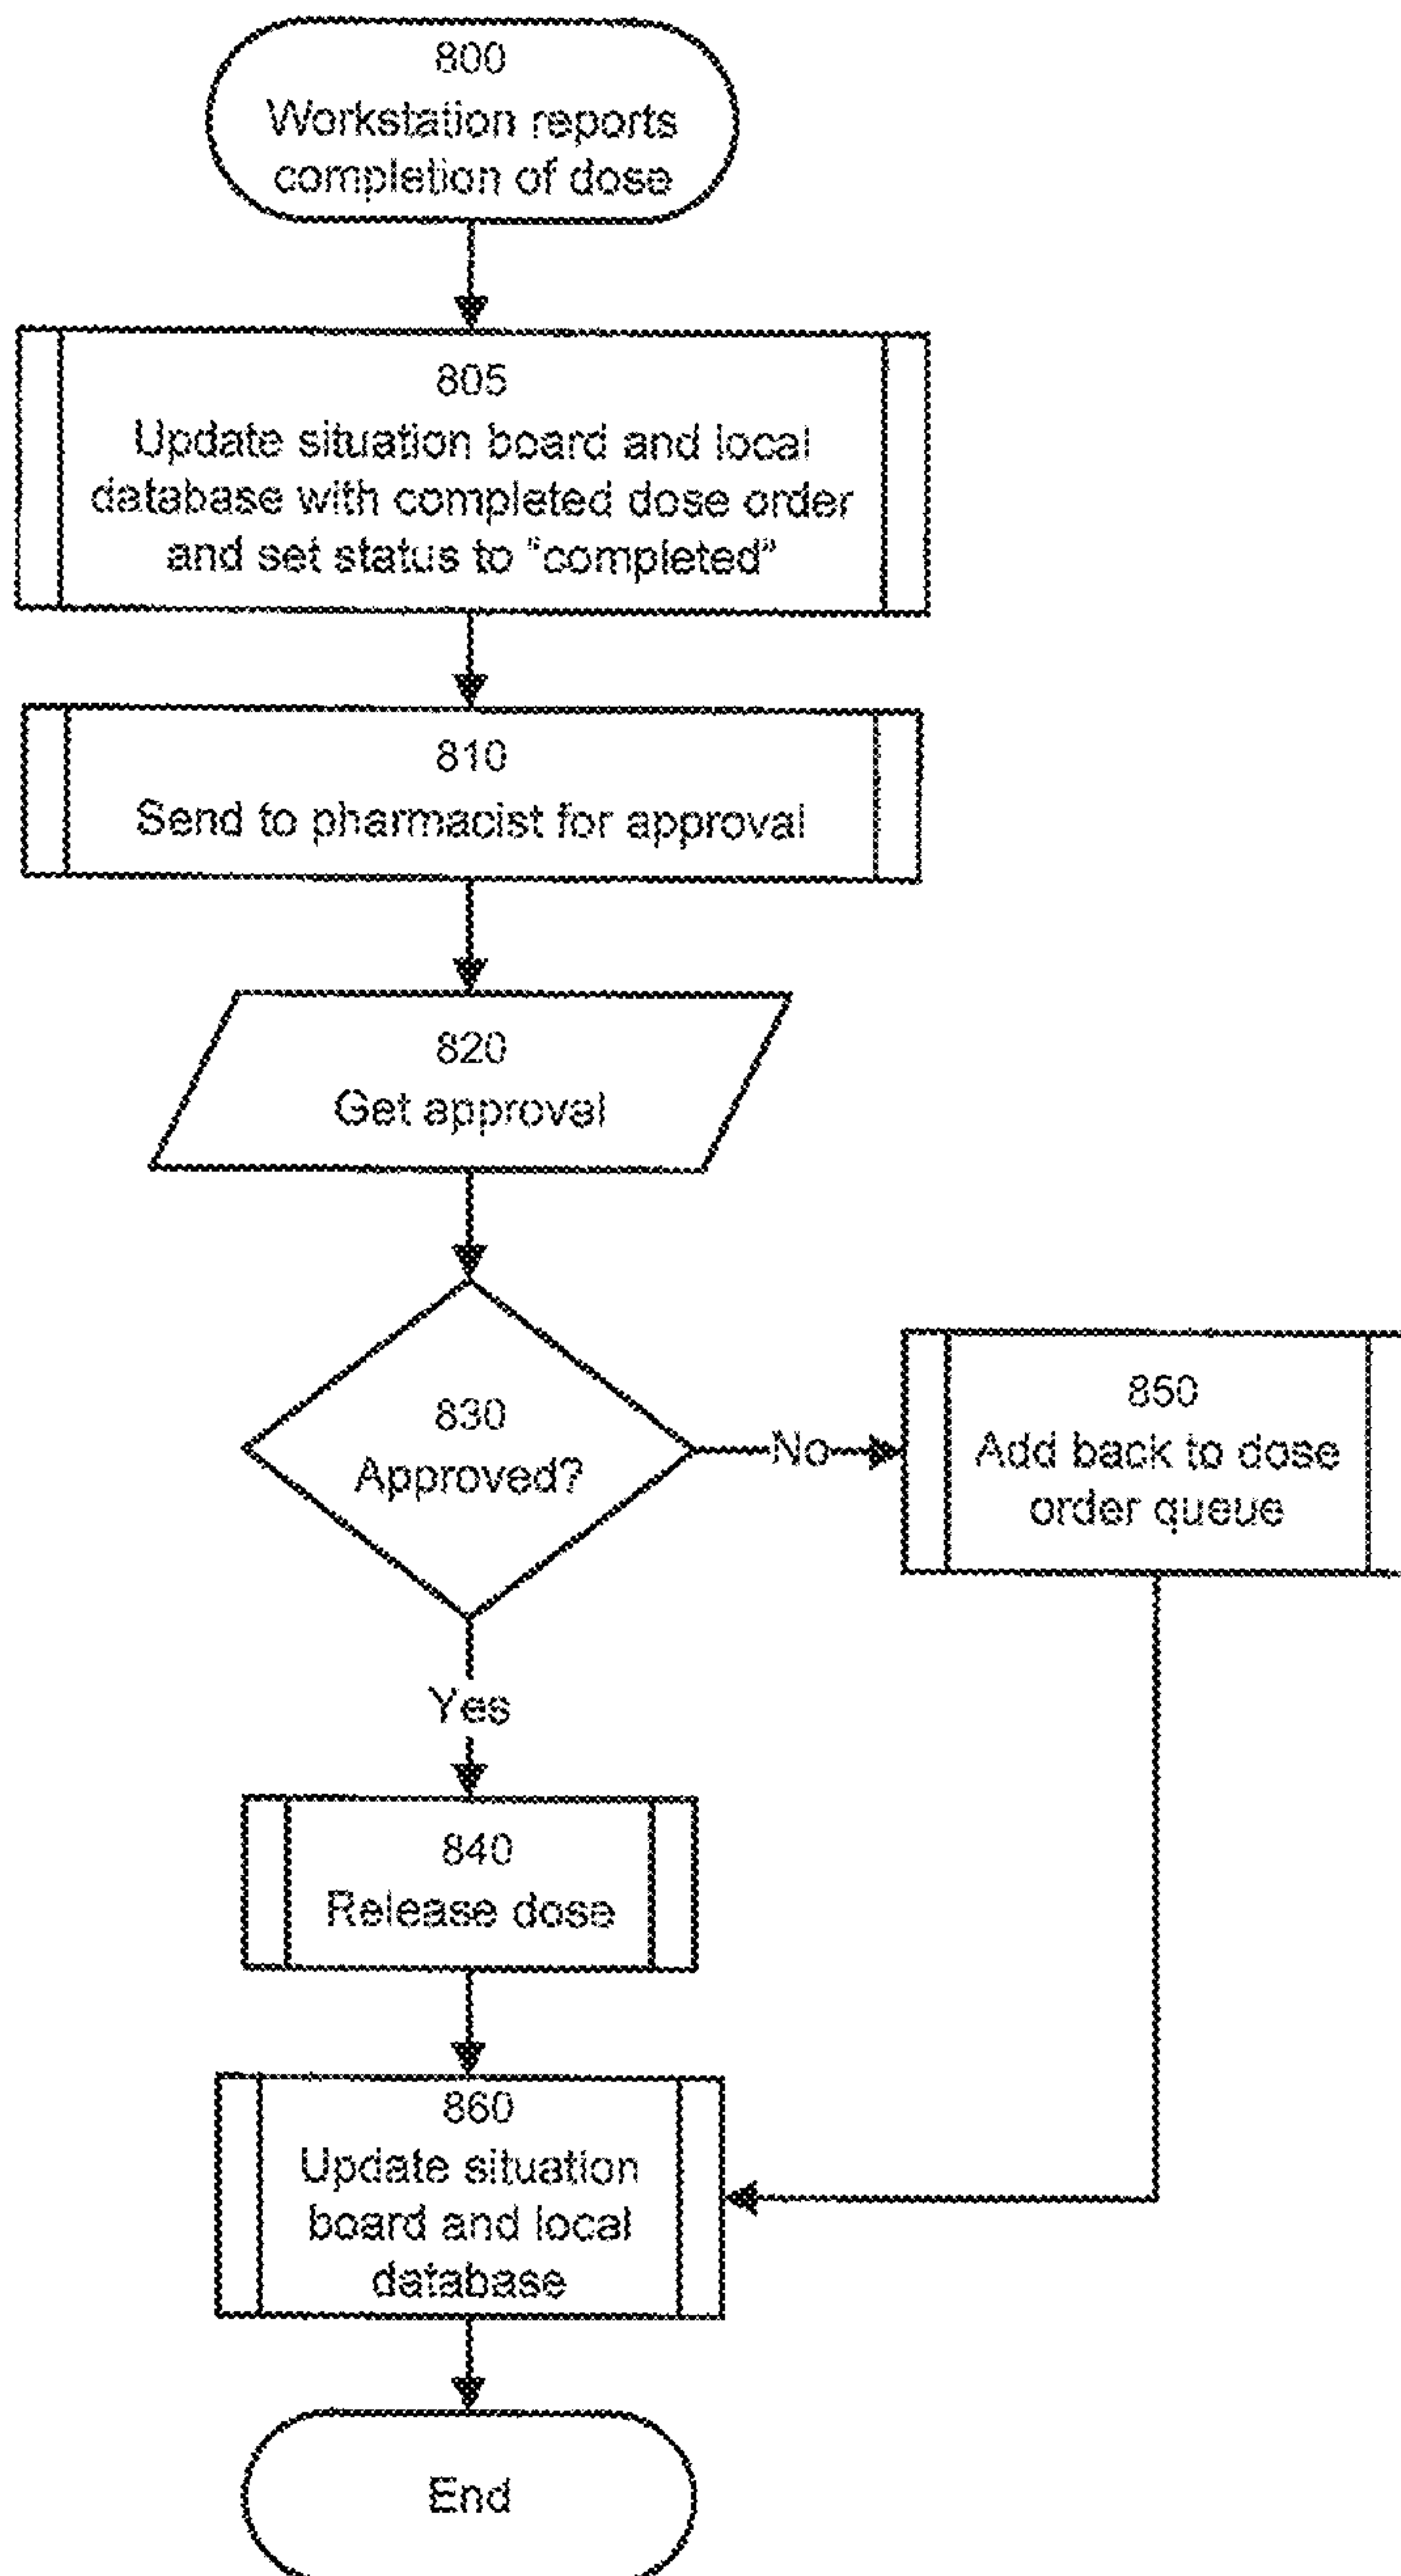 800
Workstation reports
completion of dose
805
Update situation board and local
database with completed dose order
and set status to "completed"
810
Send to pharmacist for approval
820
Get approval
830
Approved?
No
850
Add back to dose
order queue
Yes
840
Release dose
860
Update situation
board and local
database
End